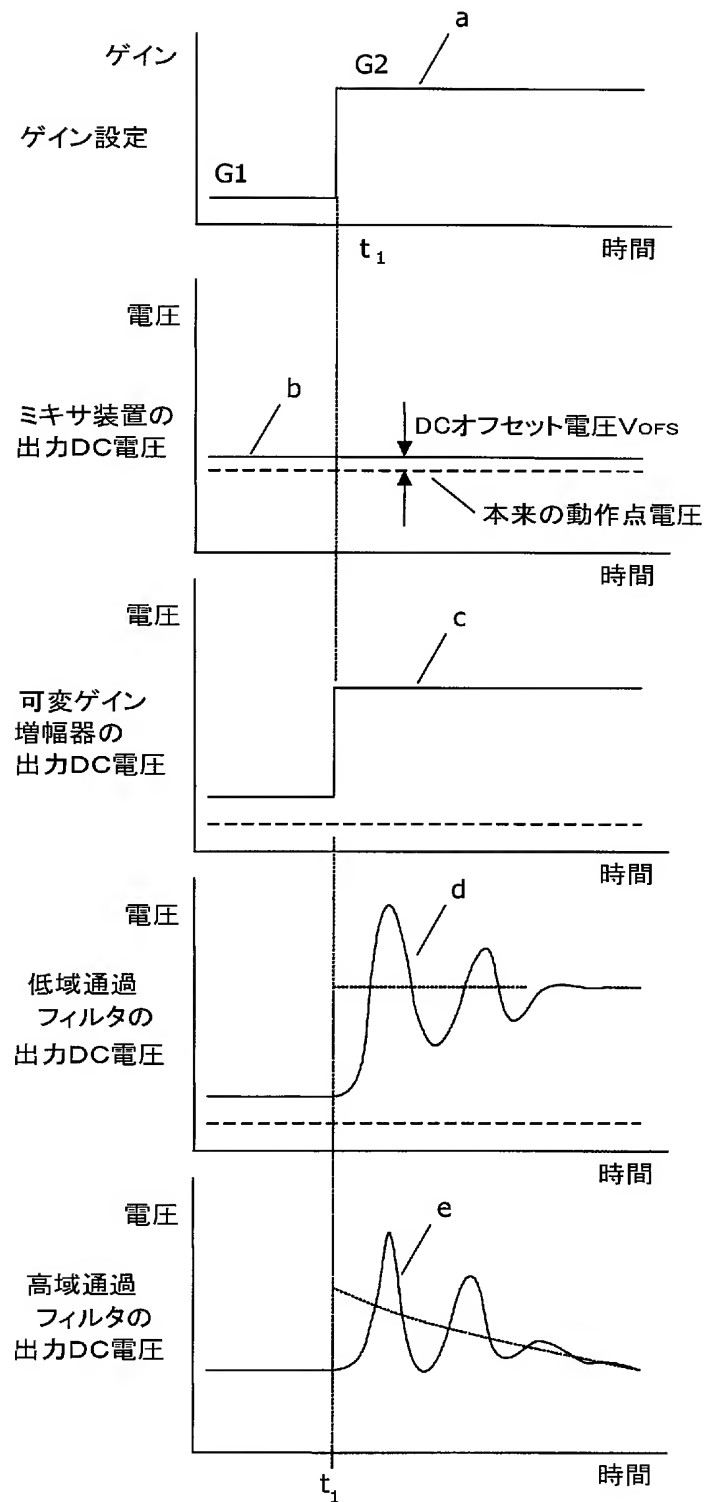 ゲイン
a
G2
ゲイン設定
G1
t1
時間
電圧
b
ミキサ装置の
出力DC電圧
DCオフセット電圧VOFS
本来の動作点電圧
時間
電圧
c
可変ゲイン
増幅器の
出力DC電圧
時間
電圧
d
低域通過
フィルタの
出力DC電圧
時間
電圧
e
高域通過
フィルタの
出力DC電圧
時間
t1